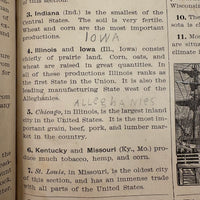 of this section.
3. Indiana (Ind.) is the smallest of the
Central States. The soil is very fertile.
Wheat and corn are the most important
productions.
IOWA
4. Illinois and Iowa (Ill., Iowa) consist
chiefly of prairie land. Corn, oats, and
wheat are raised in great quantities. In
all of these productions Illinois ranks as
the first State in the Union. It is also the
leading manufacturing State west of the
Alleghanies.
Alleghanies
5. Chicago, in Illinois, is the largest inland
city in the United States. It is the most im-
portant grain, beef, pork, and lumber mar-
ket in the country.
6. Kentucky and Missouri (Ky., Mo.) pro-
duce much tobacco, hemp, and corn.
7. St. Louis, in Missouri, is the oldest city
of this section, and has an immense trade
with all parts of the United States.
10.
sota is
11.